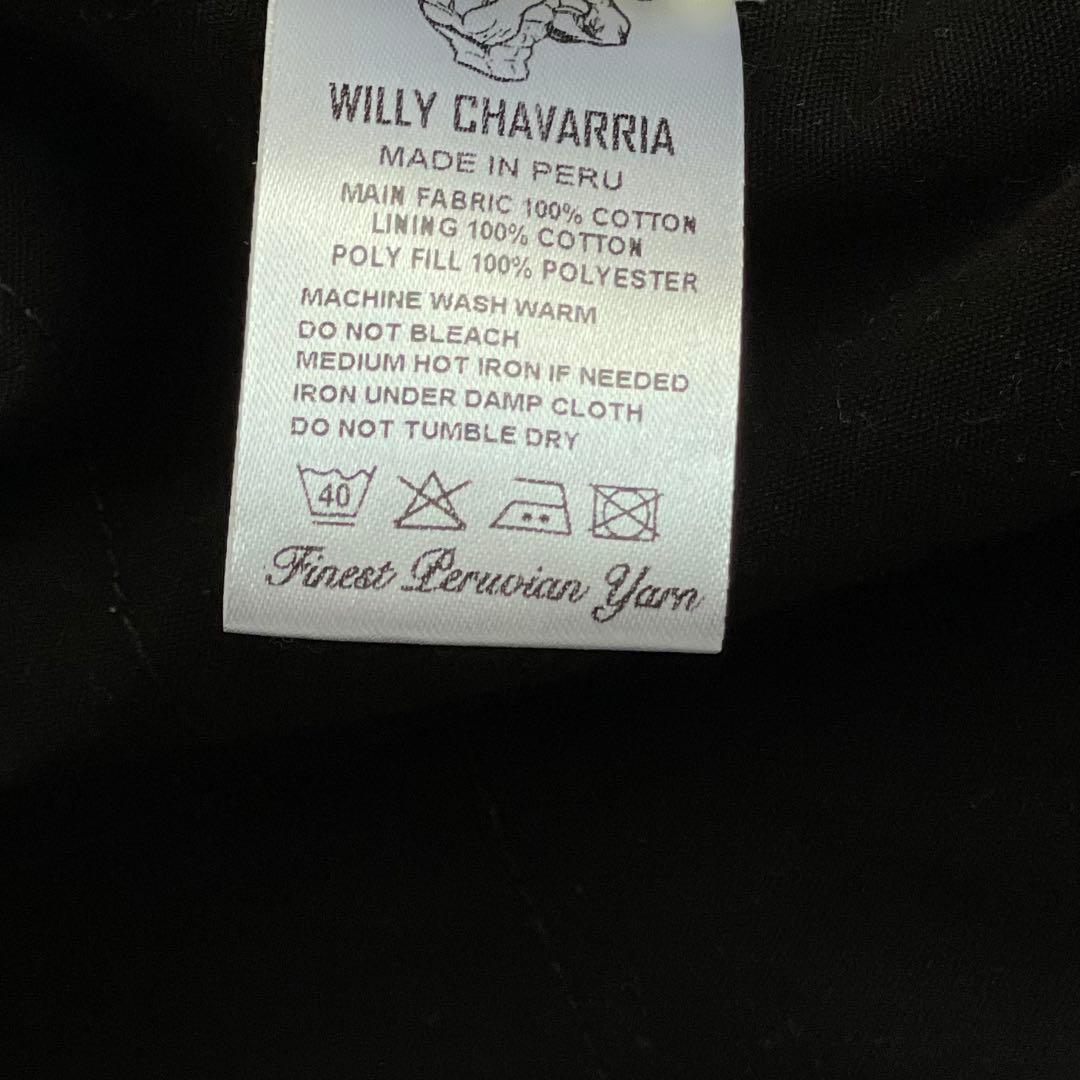 WILLY CHAVARRIA
MADE IN PERU
MAIN FABRIC 100% COTTON
LINING 100% COTTON
POLY FILL 100% POLYESTER
MACHINE WASH WARM
DO NOT BLEACH
MEDIUM HOT IRON IF NEEDED
IRON UNDER DAMP CLOTH
DO NOT TUMBLE DRY
40
Finest Peruvian Yarn